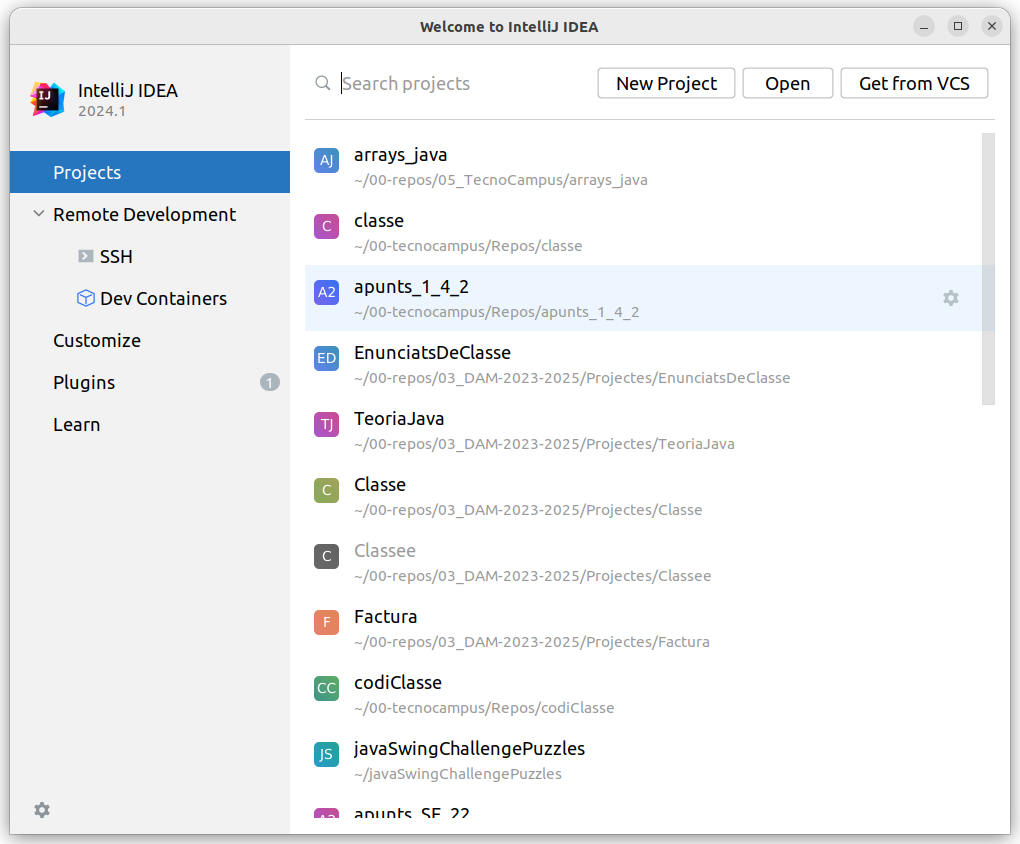 Welcome to IntelliJ IDEA
IJ
IntelliJ IDEA
2024.1
Projects
Remote Development
SSH
Dev Containers
Customize
Plugins
1
Learn
Search projects
New Project
Open
Get from VCS
AJ
arrays_java
~/00-repos/05_TecnoCampus/arrays_java
C
classe
~/00-tecnocampus/Repos/classe
A2
apunts_1_4_2
~/00-tecnocampus/Repos/apunts_1_4_2
ED
EnunciatsDeClasse
~/00-repos/03_DAM-2023-2025/Projectes/EnunciatsDeClasse
TJ
TeoriaJava
~/00-repos/03_DAM-2023-2025/Projectes/TeoriaJava
C
Classe
~/00-repos/03_DAM-2023-2025/Projectes/Classe
C
Classee
~/00-repos/03_DAM-2023-2025/Projectes/Classee
F
Factura
~/00-repos/03_DAM-2023-2025/Projectes/Factura
CC
codiClasse
~/00-tecnocampus/Repos/codiClasse
JS
javaSwingChallengePuzzles
~/javaSwingChallengePuzzles
A2
apunts_SF_22